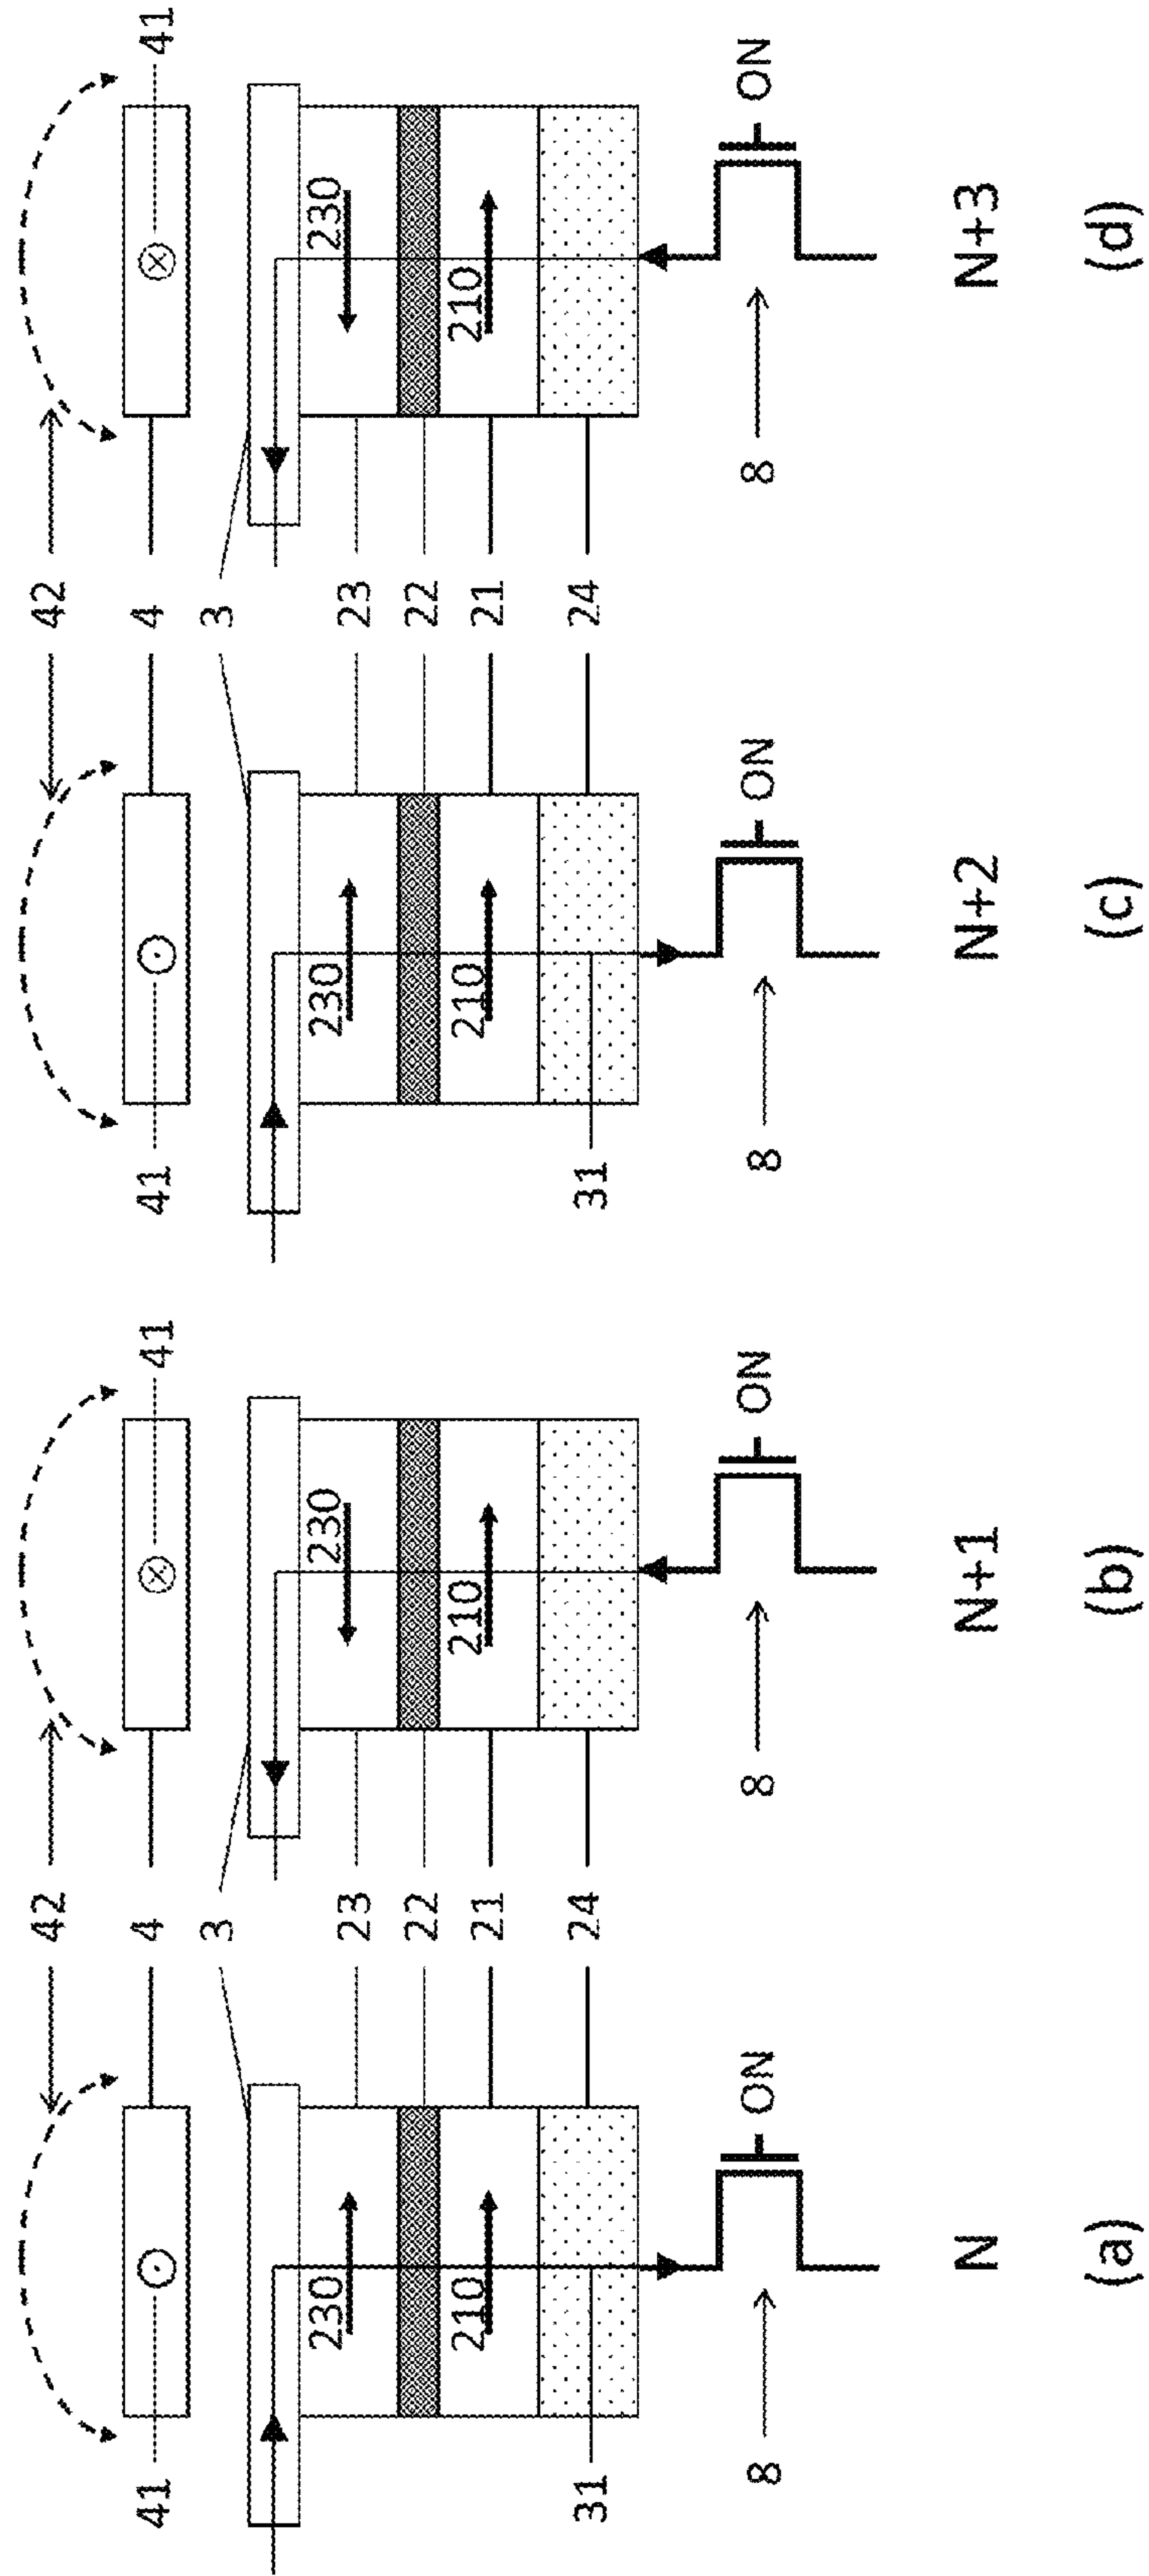 42 42
41 4 41 41 4 41
3 3
230 23 230 230 23 230
22 22
210 21 210 210 21 210
31 24 31 24
8 ON 8 ON 8 ON 8 ON
N N+1 N+2 N+3
(a) (b) (c) (d)